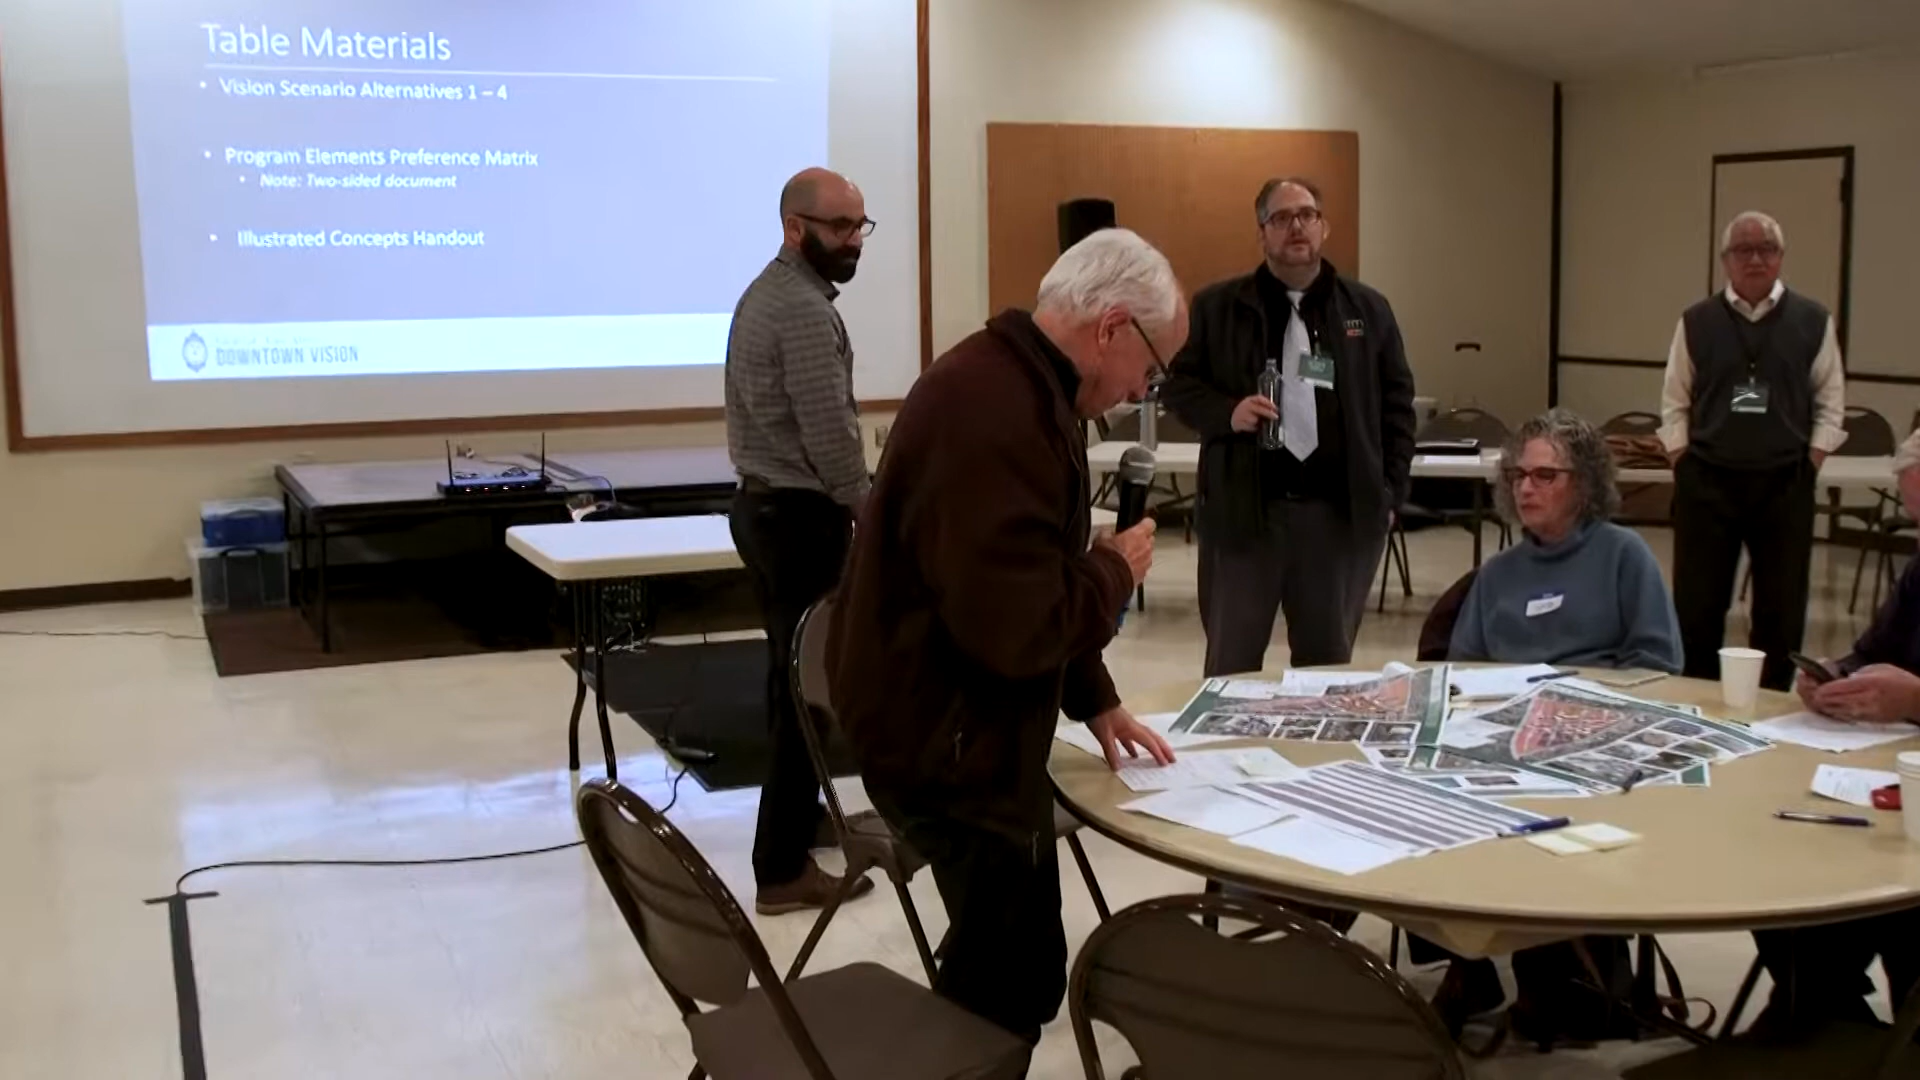 Table Materials
• Vision Scenario Alternatives 1 – 4
• Program Elements Preference Matrix
• Note: Two-sided document
• Illustrated Concepts Handout
DOWNTOWN VISION